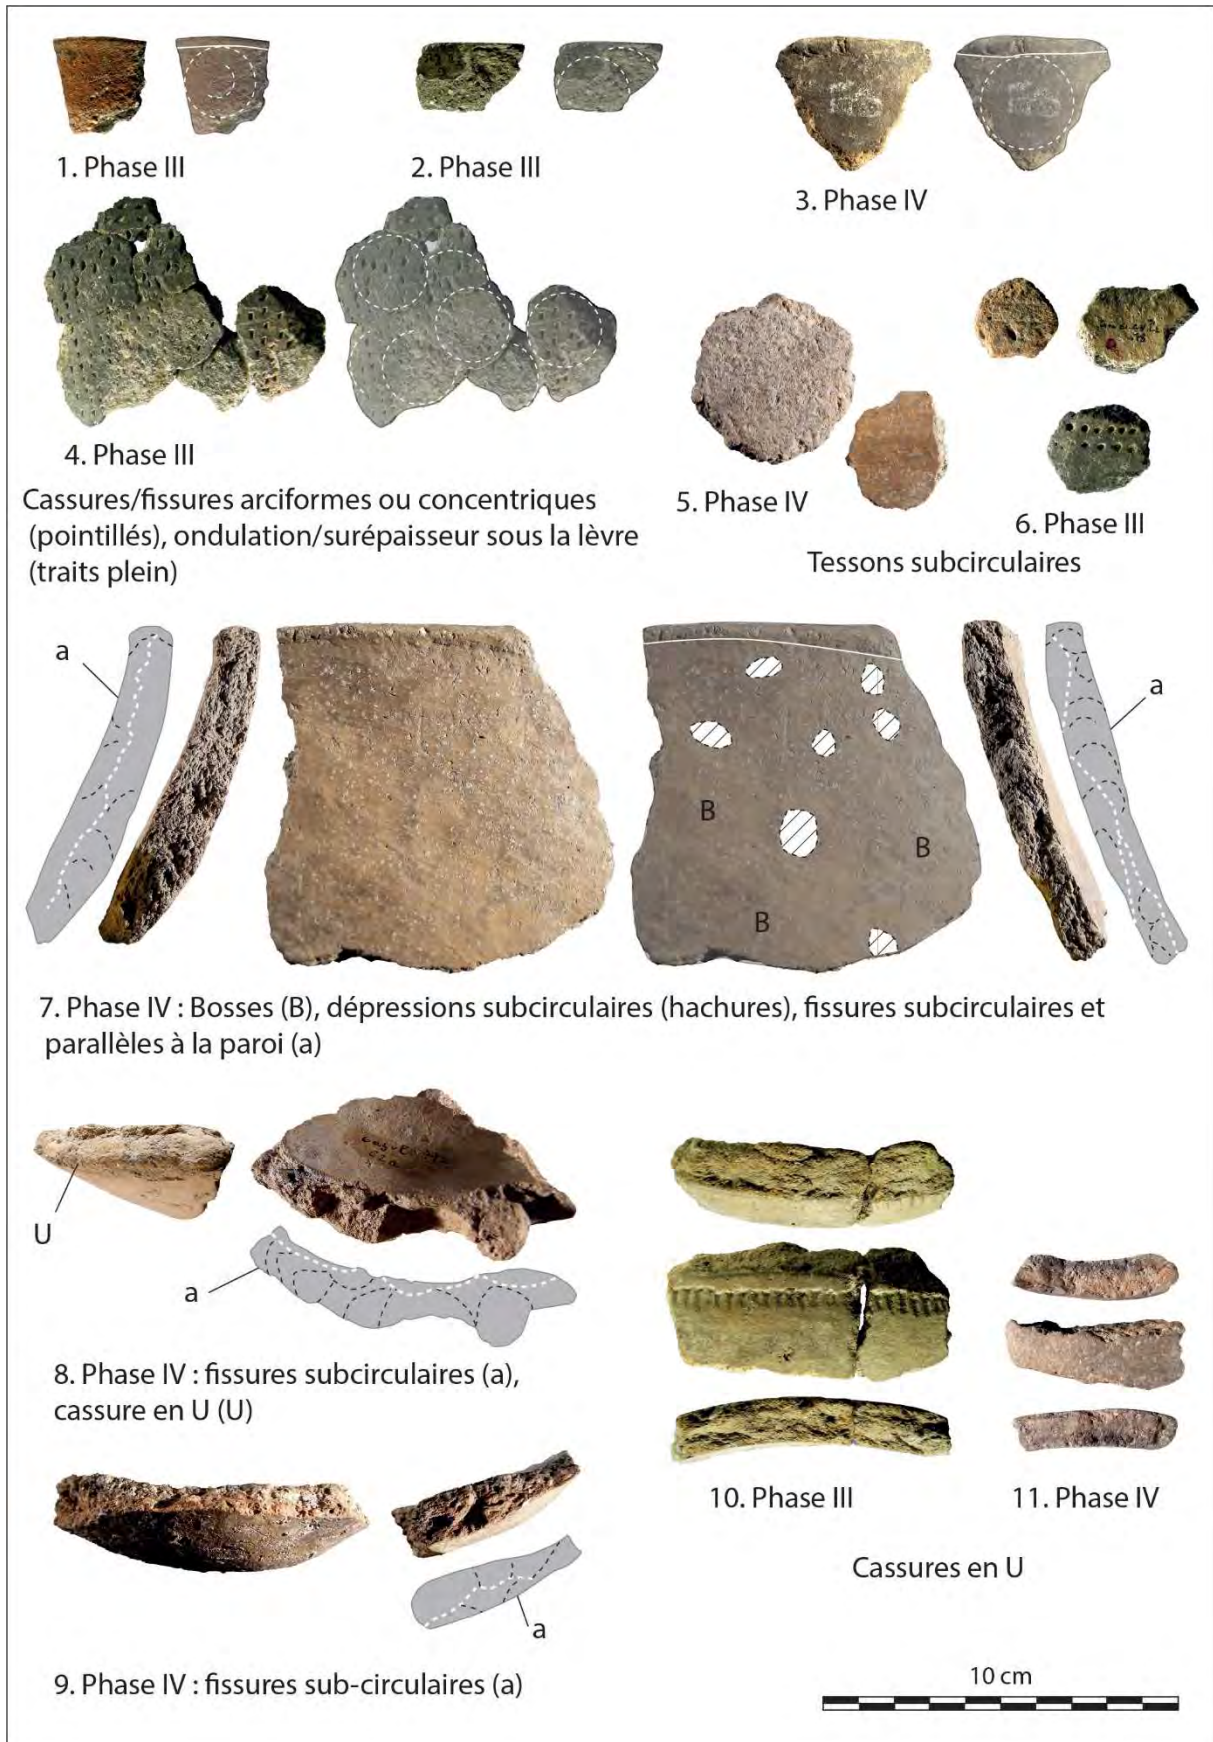 1. Phase III
2. Phase III
3. Phase IV
4. Phase III
5. Phase IV
6. Phase III
Cassures/fissures arciformes ou concentriques
(pointillés), ondulation/surépaisseur sous la lèvre
(traits plein)
Tessons subcirculaires
a
B
B
B
a
7. Phase IV : Bosses (B), dépressions subcirculaires (hachures), fissures subcirculaires et
parallèles à la paroi (a)
U
a
8. Phase IV : fissures subcirculaires (a),
cassure en U (U)
10. Phase III
11. Phase IV
Cassures en U
a
9. Phase IV : fissures sub-circulaires (a)
10 cm